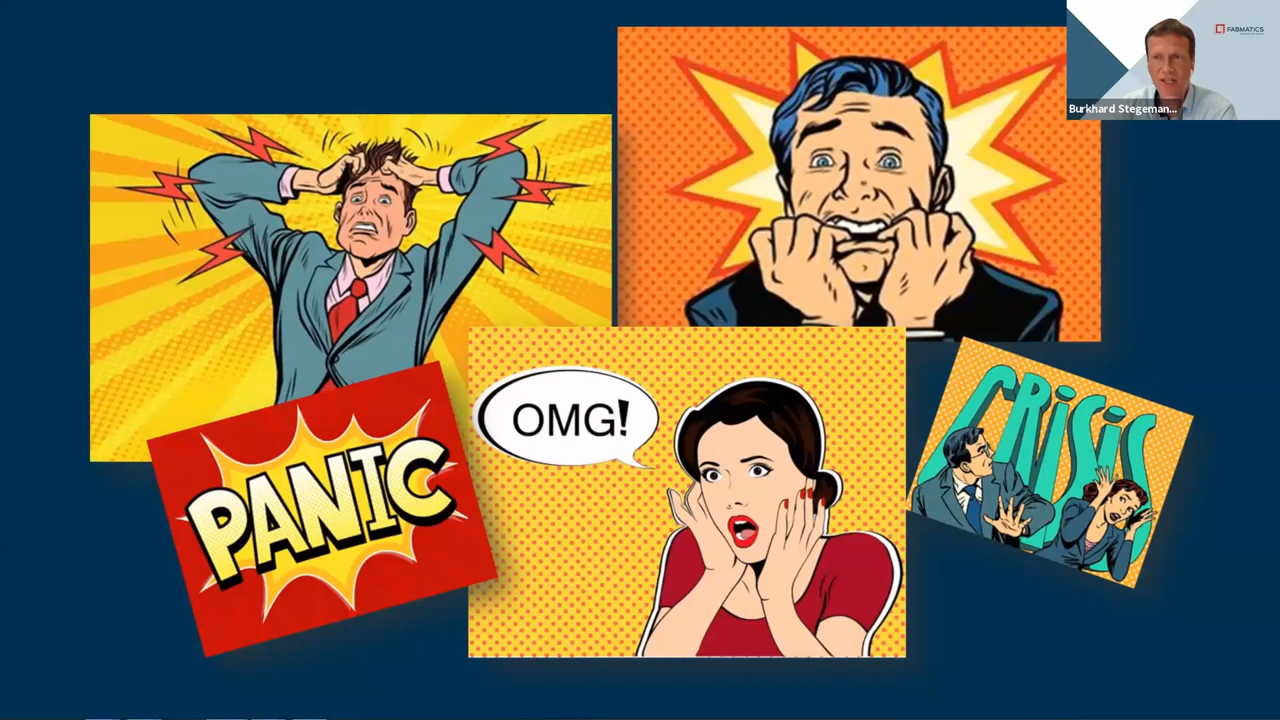 FABMATICS
Burkhard Stegeman...
OMG!
PANIC
CRiSiS